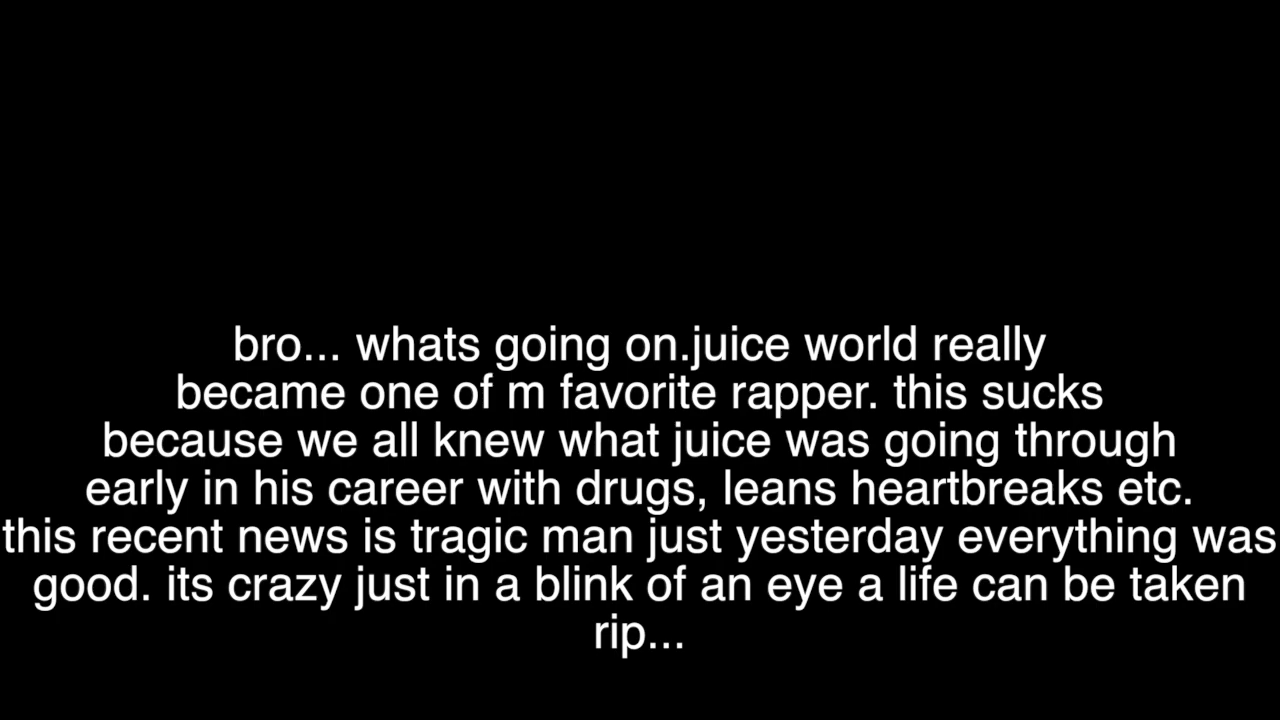 bro... whats going on.juice world really
became one of m favorite rapper. this sucks
because we all knew what juice was going through
early in his career with drugs, leans heartbreaks etc.
this recent news is tragic man just yesterday everything was
good. its crazy just in a blink of an eye a life can be taken
rip...